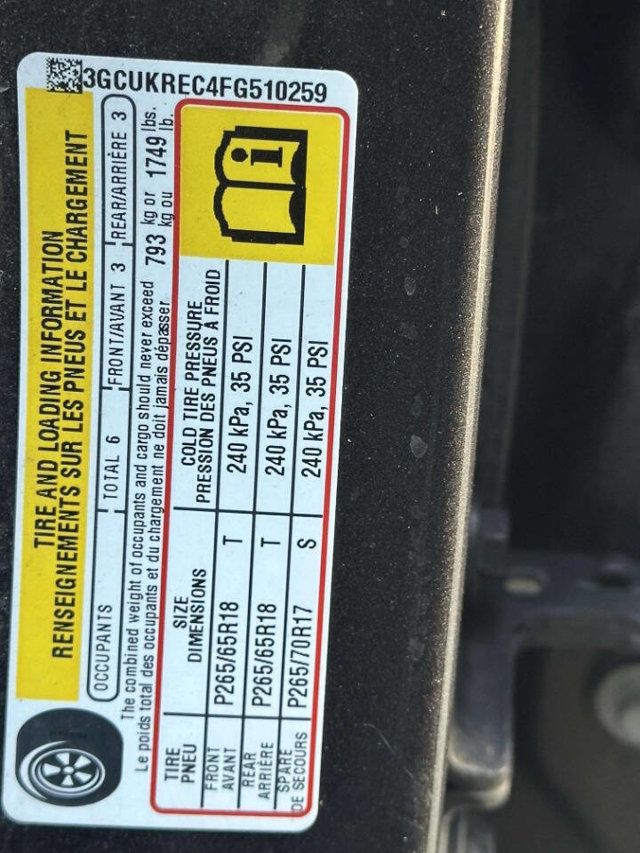 3GCUKREC4FG510259
TIRE AND LOADING INFORMATION
RENSEIGNEMENTS SUR LES PNEUS ET LE CHARGEMENT
OCCUPANTS TOTAL 6 FRONT/AVANT 3 REAR/ARRIÈRE 3
The combined weight of occupants and cargo should never exceed 793 kg or 1749 lbs.
Le poids total des occupants et du chargement ne doit jamais dépasser kg ou lb.
TIRE SIZE COLD TIRE PRESSURE
PNEU DIMENSIONS PRESSION DES PNEUS À FROID
FRONT
AVANT P265/65R18 T 240 kPa, 35 PSI
REAR
ARRIÈRE P265/65R18 T 240 kPa, 35 PSI
SPARE
DE SECOURS P265/70R17 S 240 kPa, 35 PSI
i